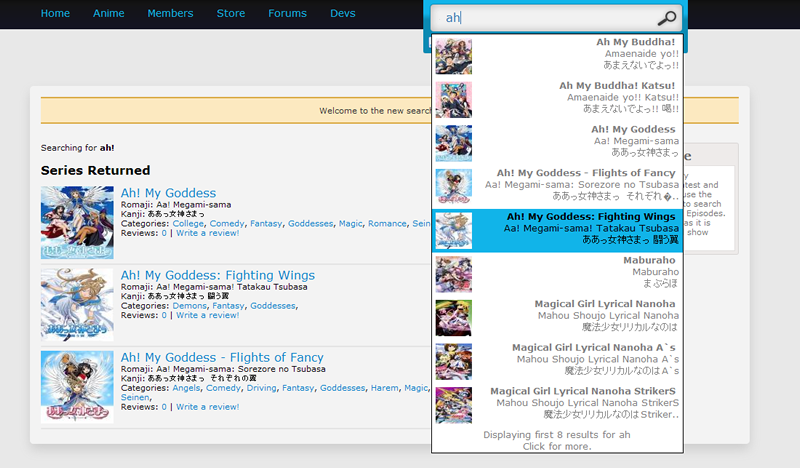 Home Anime Members Store Forums Devs
ah
Ah My Buddha!
Amaenaide yo!!
あまえないでよっ!!
Ah My Buddha! Katsu!
Amaenaide yo!! Katsu!!
あまえないでよっ!! 喝!!
Ah! My Goddess
Aa! Megami-sama
ああっ女神さまっ
Ah! My Goddess - Flights of Fancy
Aa! Megami-sama: Sorezore no Tsubasa
ああっ女神さまっ それぞれ�..
Ah! My Goddess: Fighting Wings
Aa! Megami-sama! Tatakau Tsubasa
ああっ女神さまっ 闘う翼
Maburaho
Maburaho
まぶらほ
Magical Girl Lyrical Nanoha
Mahou Shoujo Lyrical Nanoha
魔法少女リリカルなのは
Magical Girl Lyrical Nanoha A`s
Mahou Shoujo Lyrical Nanoha A`s
魔法少女リリカルなのはA`s
Magical Girl Lyrical Nanoha StrikerS
Mahou Shoujo Lyrical Nanoha StrikerS
魔法少女リリカルなのはStriker..
Displaying first 8 results for ah
Click for more.
Welcome to the new searc
Searching for ah!
Series Returned
Ah! My Goddess
Romaji: Aa! Megami-sama
Kanji: ああっ女神さまっ
Categories: College, Comedy, Fantasy, Goddesses, Magic, Romance, Sein
Reviews: 0 | Write a review!
Ah! My Goddess: Fighting Wings
Romaji: Aa! Megami-sama! Tatakau Tsubasa
Kanji: ああっ女神さまっ 闘う翼
Categories: Demons, Fantasy, Goddesses,
Reviews: 0 | Write a review!
Ah! My Goddess - Flights of Fancy
Romaji: Aa! Megami-sama: Sorezore no Tsubasa
Kanji: ああっ女神さまっ それぞれの翼
Categories: Angels, Comedy, Driving, Fantasy, Goddesses, Harem, Magic,
Seinen,
Reviews: 0 | Write a review!
test and
use the
to search
Episodes.
as it is
show